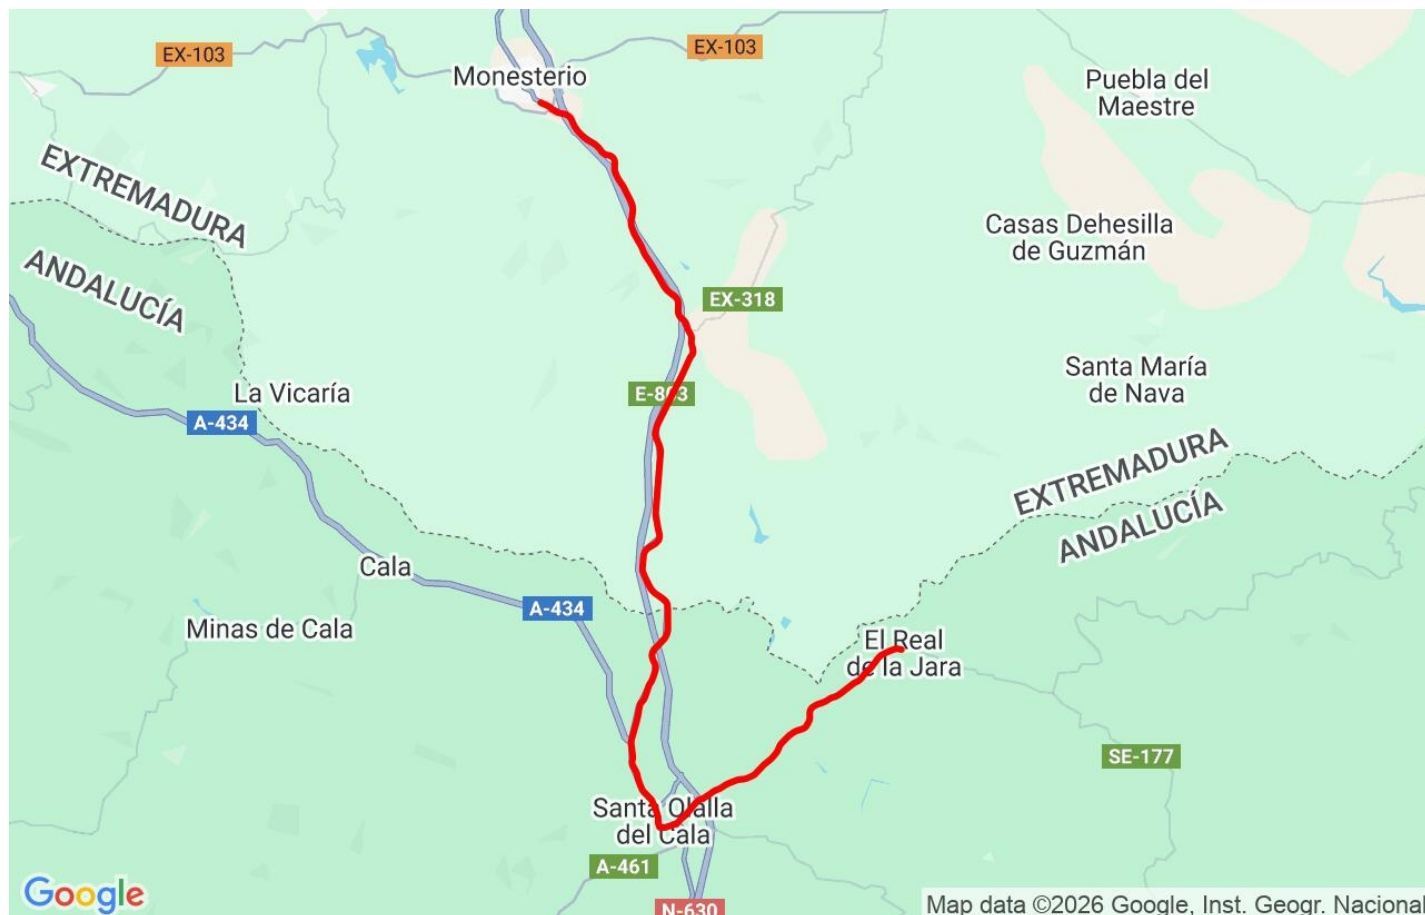 EX-103
EX-103
Monesterio
Puebla del
Maestre
EXTREMADURA
ANDALUCÍA
Casas Dehesilla
de Guzmán
EX-318
La Vicaría
E-803
Santa María
de Nava
A-434
EXTREMADURA
ANDALUCÍA
Cala
A-434
Minas de Cala
El Real
de la Jara
SE-177
Santa Olalla
del Cala
A-461
N-630
Google
Map data ©2026 Google, Inst. Geogr. Naciona